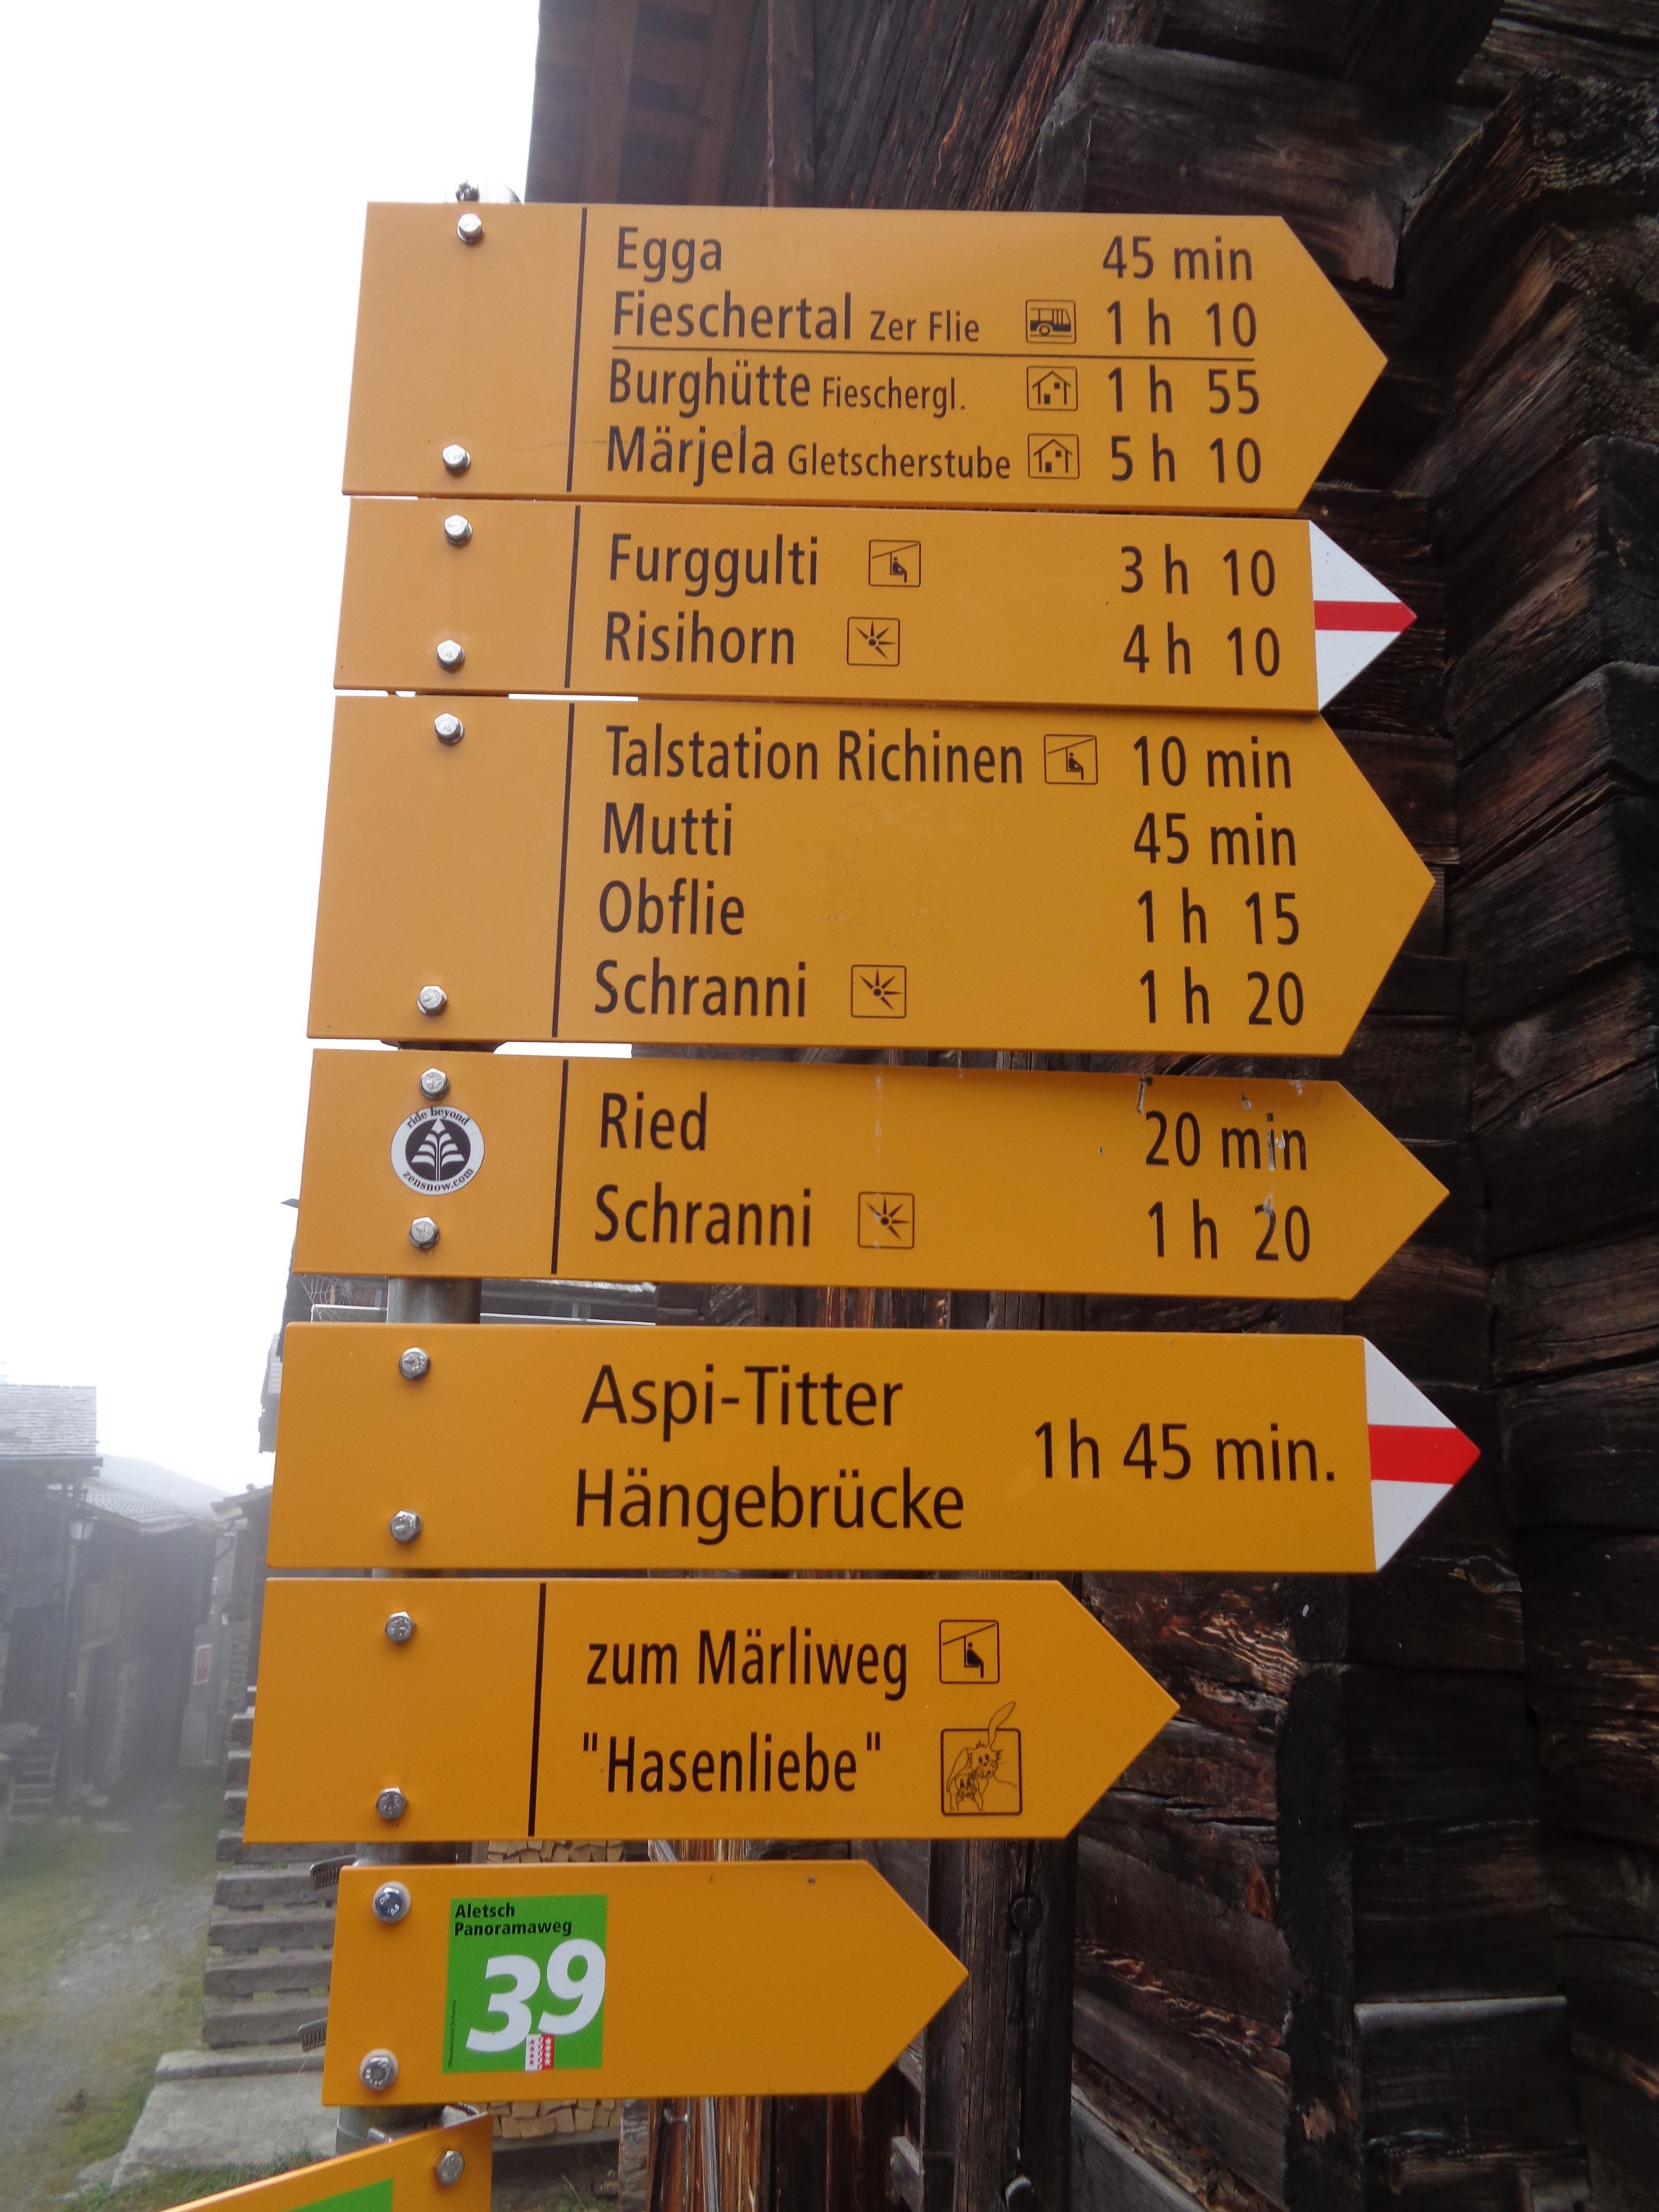 Egga 45 min
Fieschertal Zer Flie 1 h 10
Burghütte Fieschergl. 1 h 55
Märjela Gletscherstube 5 h 10
Furggulti 3 h 10
Risihorn 4 h 10
Talstation Richinen 10 min
Mutti 45 min
Obflie 1 h 15
Schranni 1 h 20
ride beyond
zensnow.com
Ried 20 min
Schranni 1 h 20
Aspi-Titter
Hängebrücke
1h 45 min.
zum Märliweg
"Hasenliebe"
Aletsch
Panoramaweg
39